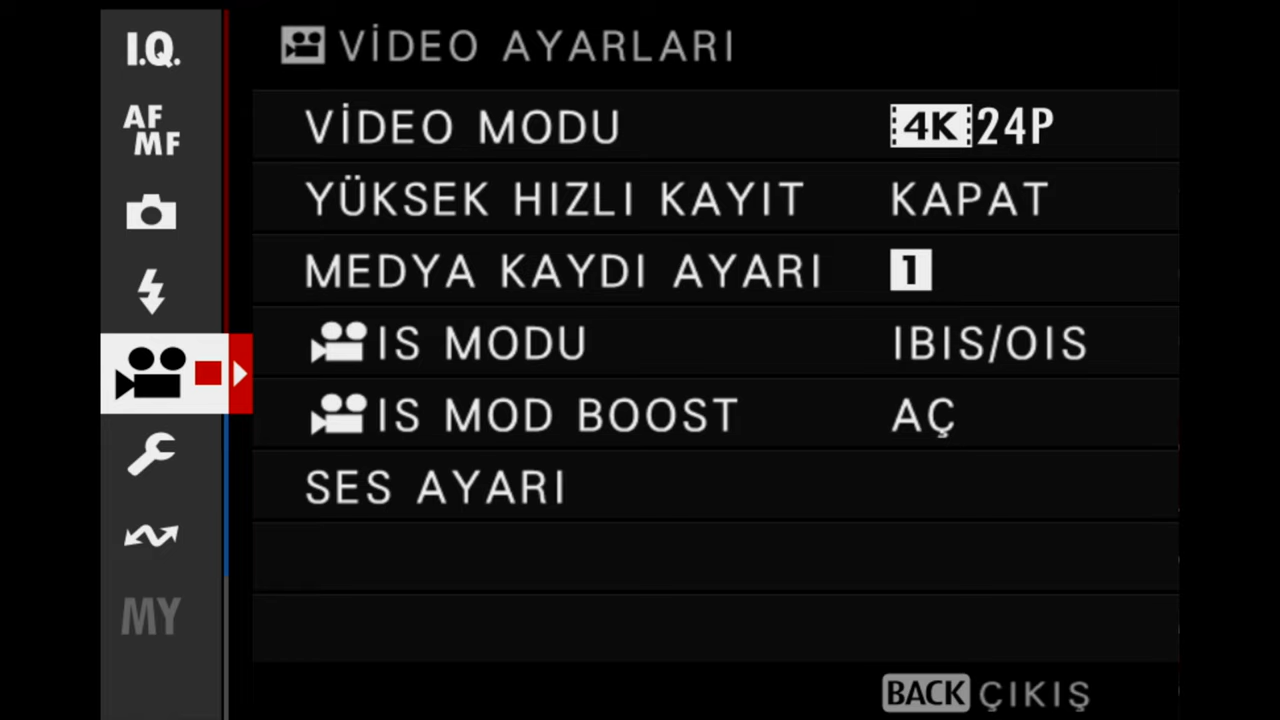 I.Q.
AF
MF
MY
VİDEO AYARLARI
VİDEO MODU 4K 24P
YÜKSEK HIZLI KAYIT KAPAT
MEDYA KAYDI AYARI 1
IS MODU IBIS/OIS
IS MOD BOOST AÇ
SES AYARI
BACK ÇIKIŞ